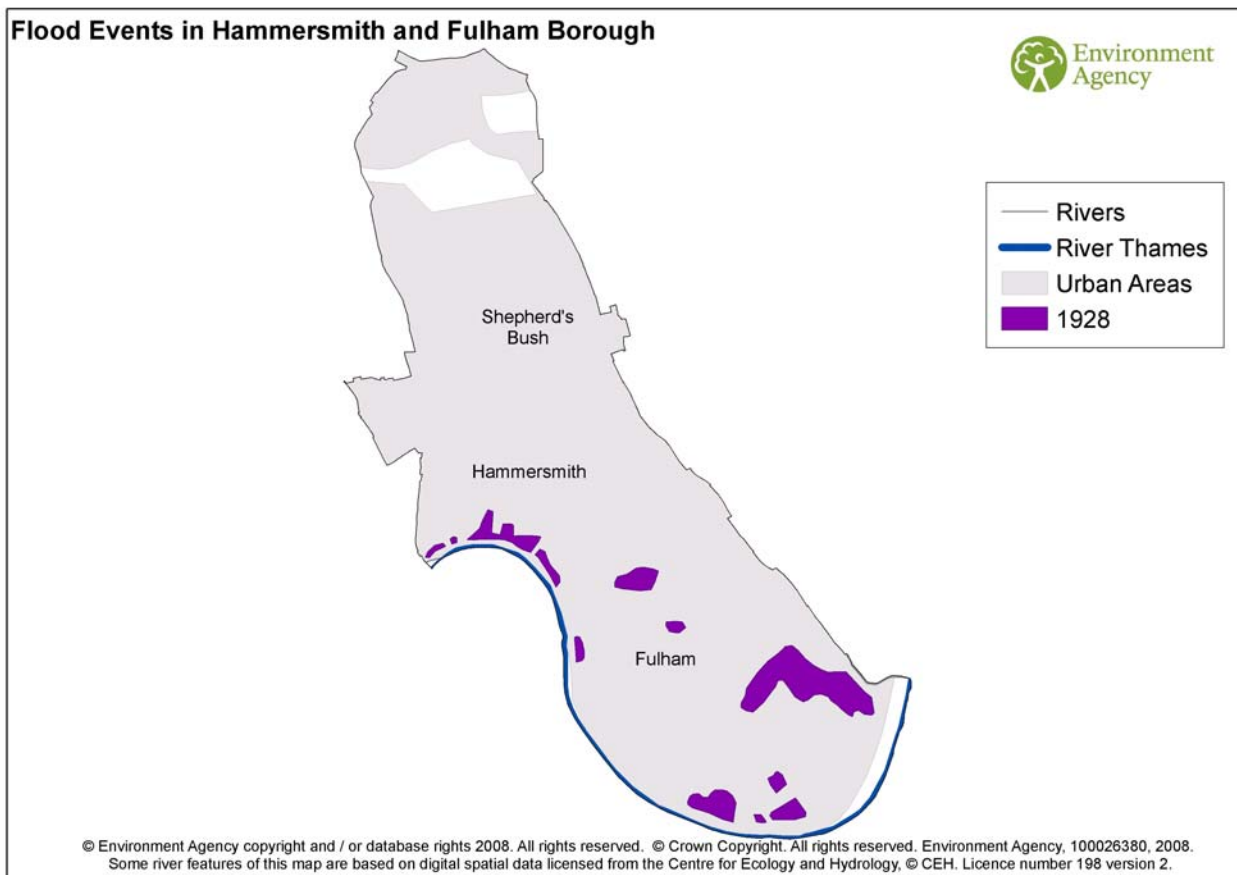 Flood Events in Hammersmith and Fulham Borough
Environment
Agency
Rivers
River Thames
Urban Areas
1928
Shepherd's
Bush
Hammersmith
Fulham
© Environment Agency copyright and / or database rights 2008. All rights reserved. © Crown Copyright. All rights reserved. Environment Agency, 100026380, 2008.
Some river features of this map are based on digital spatial data licensed from the Centre for Ecology and Hydrology, © CEH. Licence number 198 version 2.